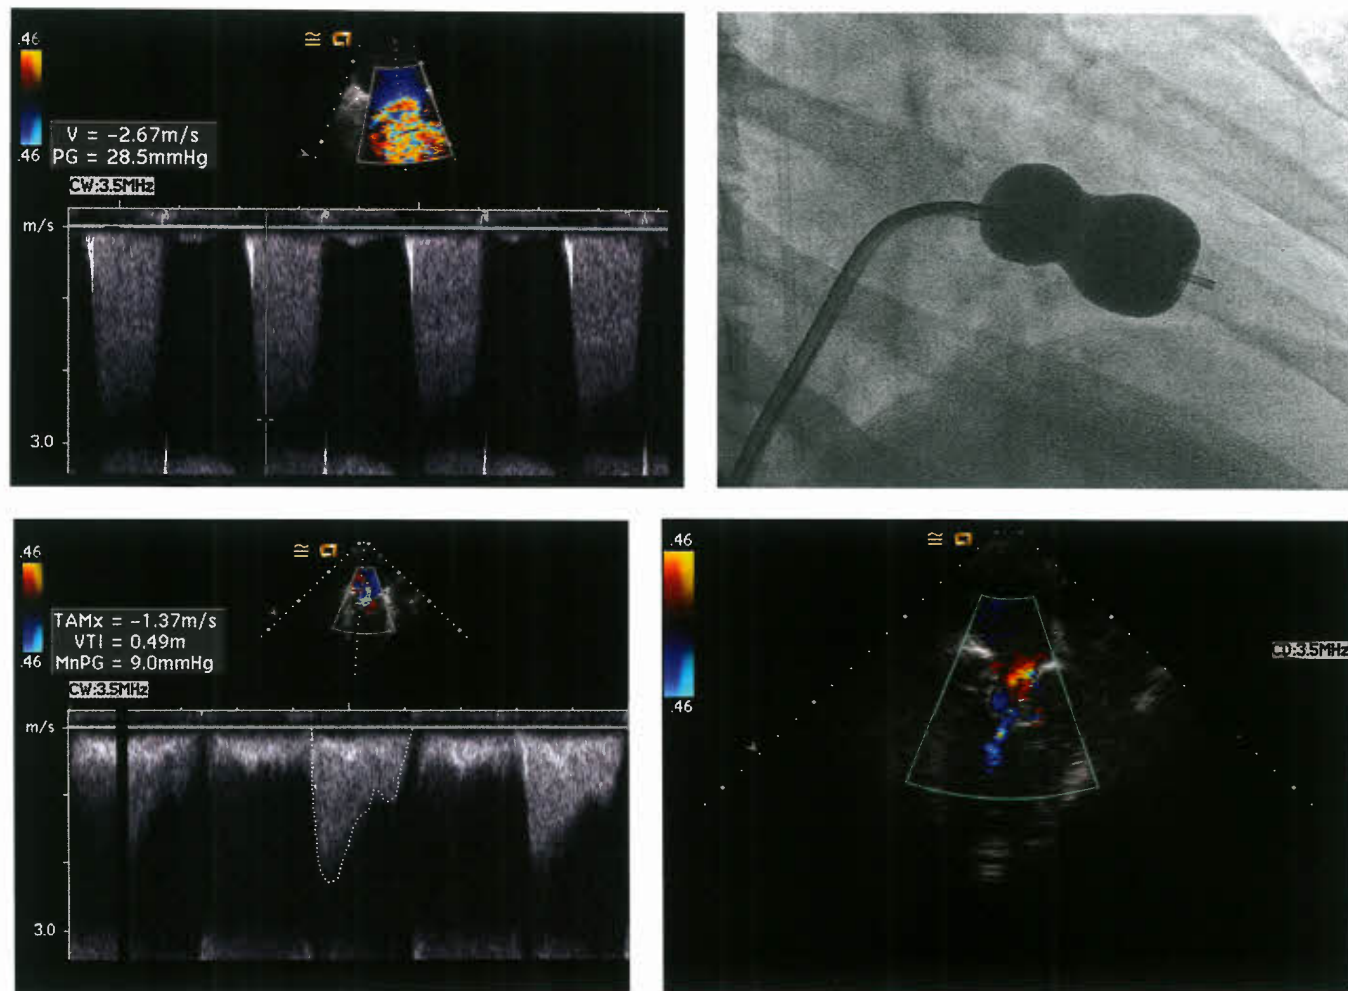 .46
.46
V = -2.67m/s
PG = 28.5mmHg
CW:3.5MHz
m/s
3.0
.46
.46
TAMx = -1.37m/s
VTI = 0.49m
MnPG = 9.0mmHg
CW:3.5MHz
m/s
3.0
.46
.46
CD:3.5MHz